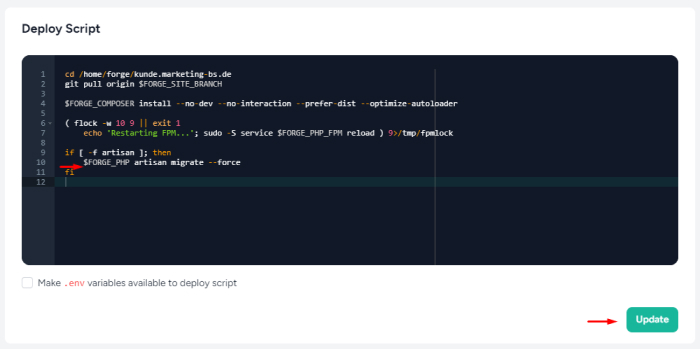 Deploy Script
1 cd /home/forge/kunde.marketing-bs.de
2 git pull origin $FORGE_SITE_BRANCH
3
4 $FORGE_COMPOSER install --no-dev --no-interaction --prefer-dist --optimize-autoloader
5
6 ( flock -w 10 9 || exit 1
7 echo 'Restarting FPM...'; sudo -S service $FORGE_PHP_FPM reload ) 9>/tmp/fpmlock
8
9 if [ -f artisan ]; then
10 $FORGE_PHP artisan migrate --force
11 fi
12
Make .env variables available to deploy script
Update